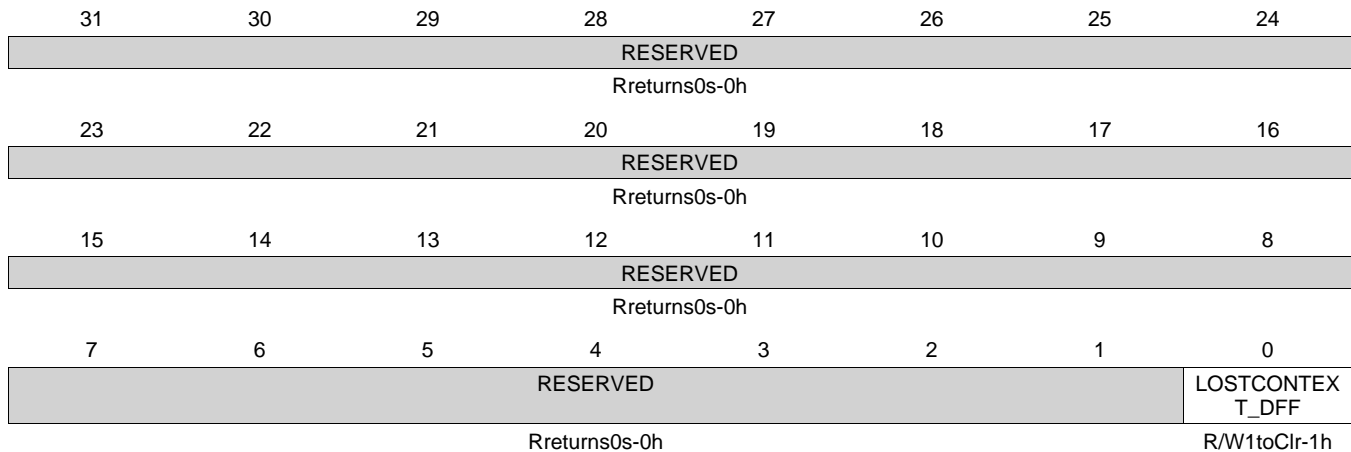 31 30 29 28 27 26 25 24
RESERVED
Rreturns0s-0h
23 22 21 20 19 18 17 16
RESERVED
Rreturns0s-0h
15 14 13 12 11 10 9 8
RESERVED
Rreturns0s-0h
7 6 5 4 3 2 1 0
RESERVED LOSTCONTEX
T_DFF
Rreturns0s-0h R/W1toClr-1h